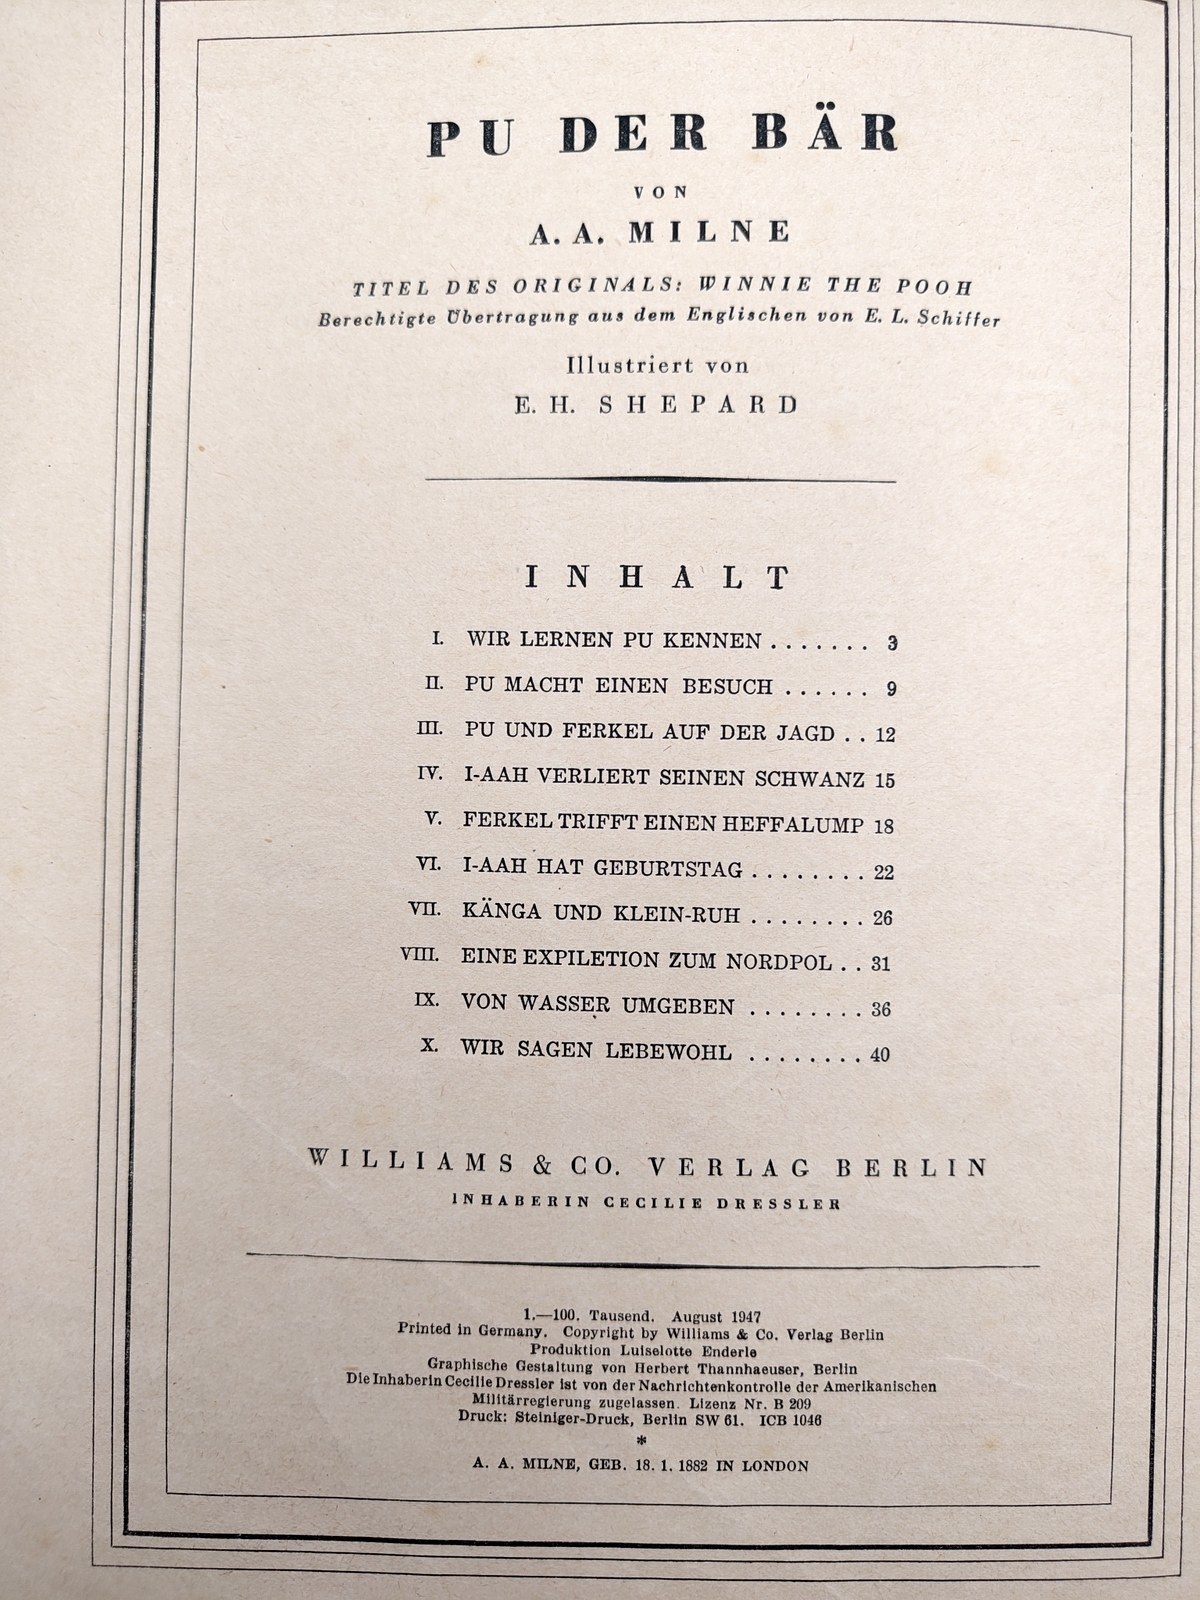 PU DER BÄR
VON
A. A. MILNE
TITEL DES ORIGINALS: WINNIE THE POOH
Berechtigte Übertragung aus dem Englischen von E. L. Schiffer
Illustriert von
E. H. SHEPARD
INHALT
I. WIR LERNEN PU KENNEN ....... 3
II. PU MACHT EINEN BESUCH ...... 9
III. PU UND FERKEL AUF DER JAGD .. 12
IV. I-AAH VERLIERT SEINEN SCHWANZ 15
V. FERKEL TRIFFT EINEN HEFFALUMP 18
VI. I-AAH HAT GEBURTSTAG ........ 22
VII. KÄNGA UND KLEIN-RUH ........ 26
VIII. EINE EXPILETION ZUM NORDPOL .. 31
IX. VON WASSER UMGEBEN ........ 36
X. WIR SAGEN LEBEWOHL ........ 40
WILLIAMS & CO. VERLAG BERLIN
INHABERIN CECILIE DRESSLER
1.—100. Tausend. August 1947
Printed in Germany. Copyright by Williams & Co. Verlag Berlin
Produktion Luiselotte Enderle
Graphische Gestaltung von Herbert Thannhaeuser, Berlin
Die Inhaberin Cecilie Dressler ist von der Nachrichtenkontrolle der Amerikanischen
Militärregierung zugelassen. Lizenz Nr. B 209
Druck: Steiniger-Druck, Berlin SW 61. ICB 1046
*
A. A. MILNE, GEB. 18. 1. 1882 IN LONDON